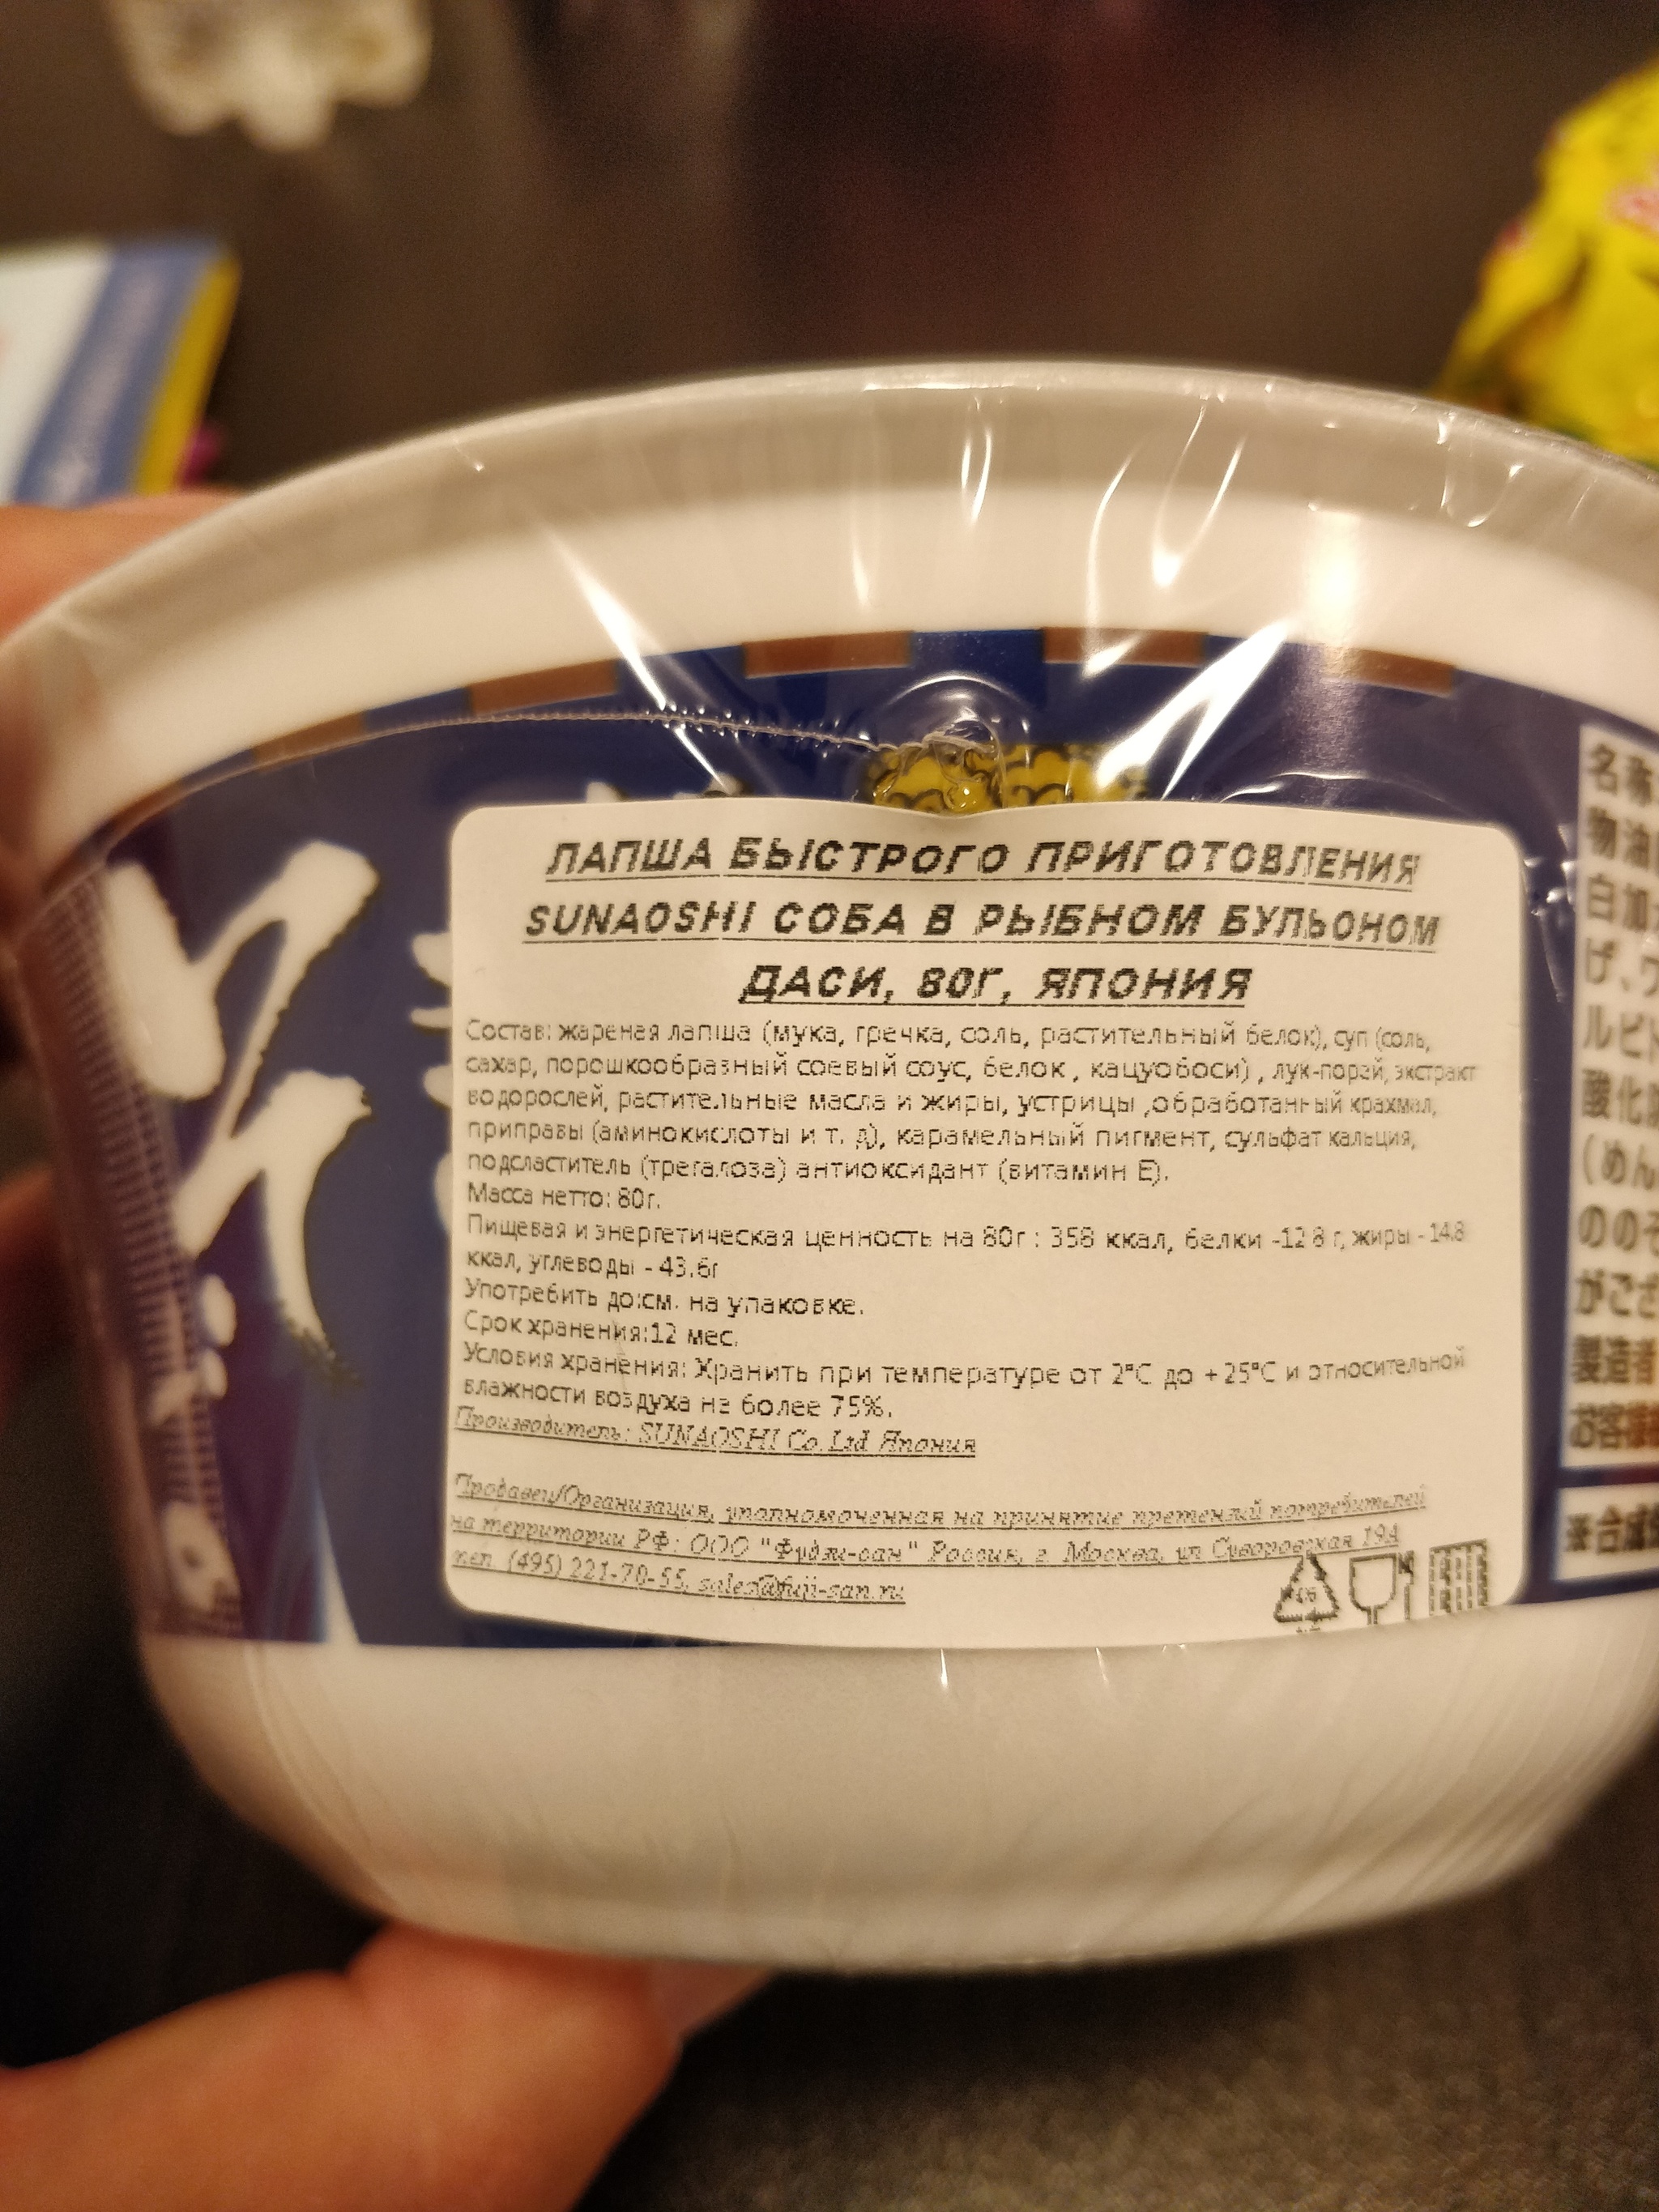 ЛАПША БЫСТРОГО ПРИГОТОВЛЕНИЯ
SUNAOSHI СОБА В РЫБНОМ БУЛЬОНОМ
ДАСИ, 80Г, ЯПОНИЯ
Состав: жареная лапша (мука, гречка, соль, растительный белок), суп (соль,
сахар, порошкообразный соевый соус, белок , кацуобоси) , лук-порей, экстракт
водорослей, растительные масла и жиры, устрицы ,обработанный крахмал,
приправы (аминокислоты и т. д), карамельный пигмент, сульфат кальция,
подсластитель (трегалоза) антиоксидант (витамин Е).
Масса нетто: 80г.
Пищевая и энергетическая ценность на 80г : 358 ккал, белки -12 8 г, жиры - 14.8
ккал, углеводы - 43.6г
Употребить до:см. на упаковке.
Срок хранения:12 мес.
Условия хранения: Хранить при температуре от 2°С до +25°С и относительной
влажности воздуха не более 75%.
Производитель: SUNAOSHI Co.Ltd Япония
Продавец/Организация, уполномоченная на принятие претензий потребителей
на территории РФ: ООО "Фуджи-сан" Россия, г. Москва, ул Суворовская 19А
тел. (495) 221-70-55, sales@fuji-san.ru
名称
物油
白加
げ、ワ
ルビト
酸化
(めん
ののそ
がござ
製造者
お客様
※合成